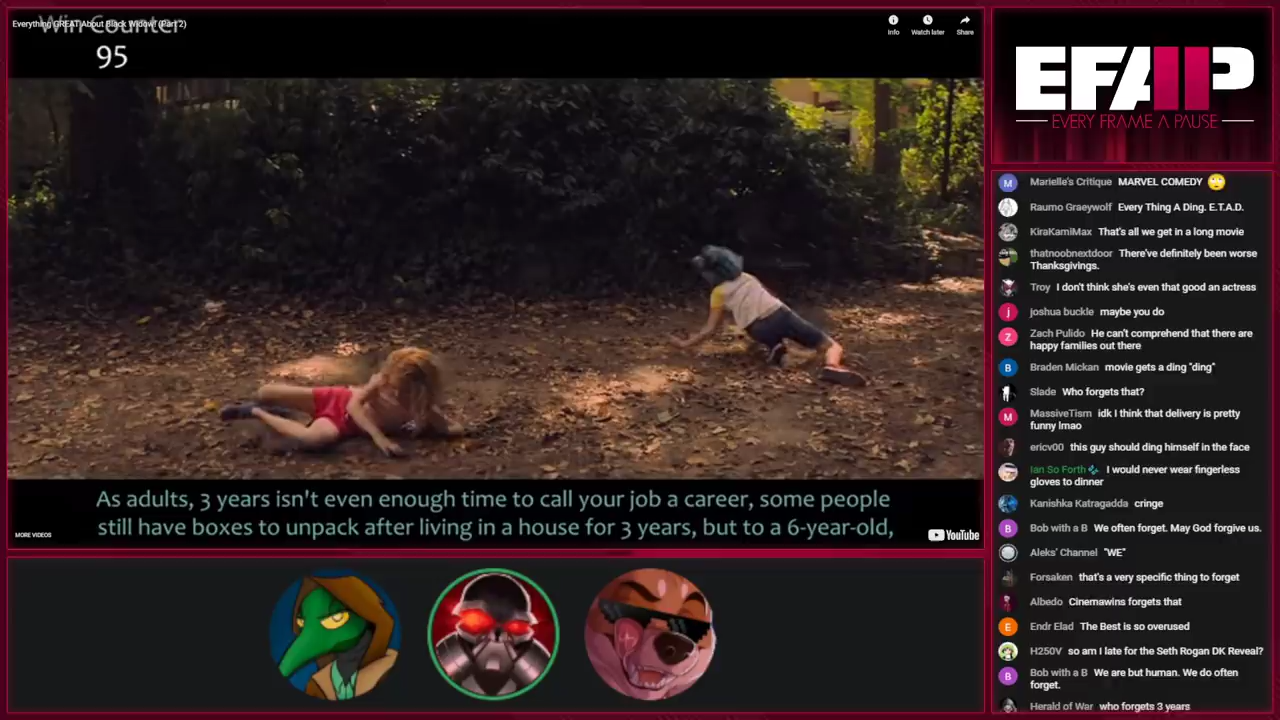 Everything GREAT About Black Widow! (Part 2)
Win Counter
95
Info
Watch later
Share
As adults, 3 years isn't even enough time to call your job a career, some people
still have boxes to unpack after living in a house for 3 years, but to a 6-year-old,
MORE VIDEOS
YouTube
EFAP
EVERY FRAME A PAUSE
M Marielle's Critique MARVEL COMEDY 🙄
Raumo Graeywolf Every Thing A Ding. E.T.A.D.
KiraKamiMax That's all we get in a long movie
thatnoobnextdoor There've definitely been worse
Thanksgivings.
Troy I don't think she's even that good an actress
j joshua buckle maybe you do
Z Zach Pulido He can't comprehend that there are
happy families out there
B Braden Mickan movie gets a ding "ding"
Slade Who forgets that?
M MassiveTism idk I think that delivery is pretty
funny lmao
ericv00 this guy should ding himself in the face
Ian So Forth I would never wear fingerless
gloves to dinner
Kanishka Katragadda cringe
B Bob with a B We often forget. May God forgive us.
Aleks' Channel "WE"
Forsaken that's a very specific thing to forget
Albedo Cinemawins forgets that
E Endr Elad The Best is so overused
H250V so am I late for the Seth Rogan DK Reveal?
B Bob with a B We are but human. We do often
forget.
Herald of War who forgets 3 years